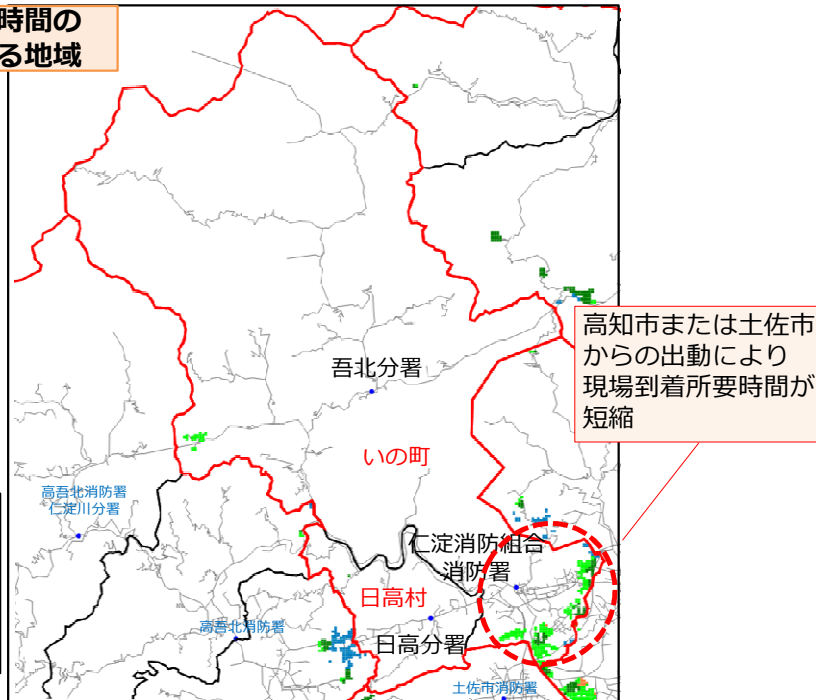 時間の
る地域
高知市または土佐市
からの出動により
現場到着所要時間が
短縮
吾北分署
いの町
高吾北消防署
仁淀川分署
仁淀消防組合
消防署
日高村
高吾北消防署
日高分署
土佐市消防署